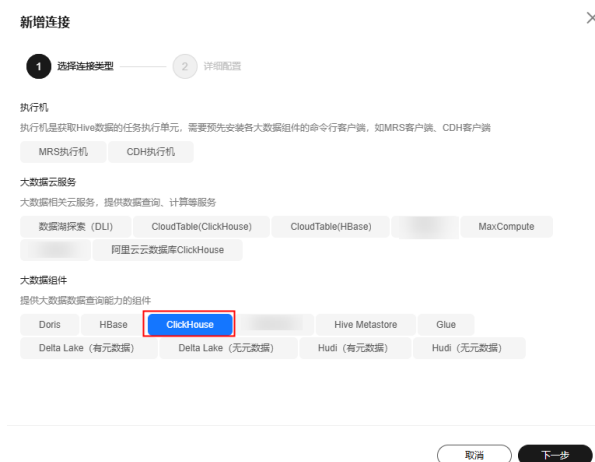 新增连接
1 选择连接类型 2 详细配置
执行机
执行机是获取Hive数据的任务执行单元，需要预先安装各大数据组件的命令行客户端，如MRS客户端、CDH客户端
MRS执行机 CDH执行机
大数据云服务
大数据相关云服务，提供数据查询、计算等服务
数据湖探索（DLI） CloudTable(ClickHouse) CloudTable(HBase) MaxCompute
阿里云云数据库ClickHouse
大数据组件
提供大数据数据查询能力的组件
Doris HBase ClickHouse Hive Metastore Glue
Delta Lake（有元数据） Delta Lake（无元数据） Hudi（有元数据） Hudi（无元数据）
取消 下一步